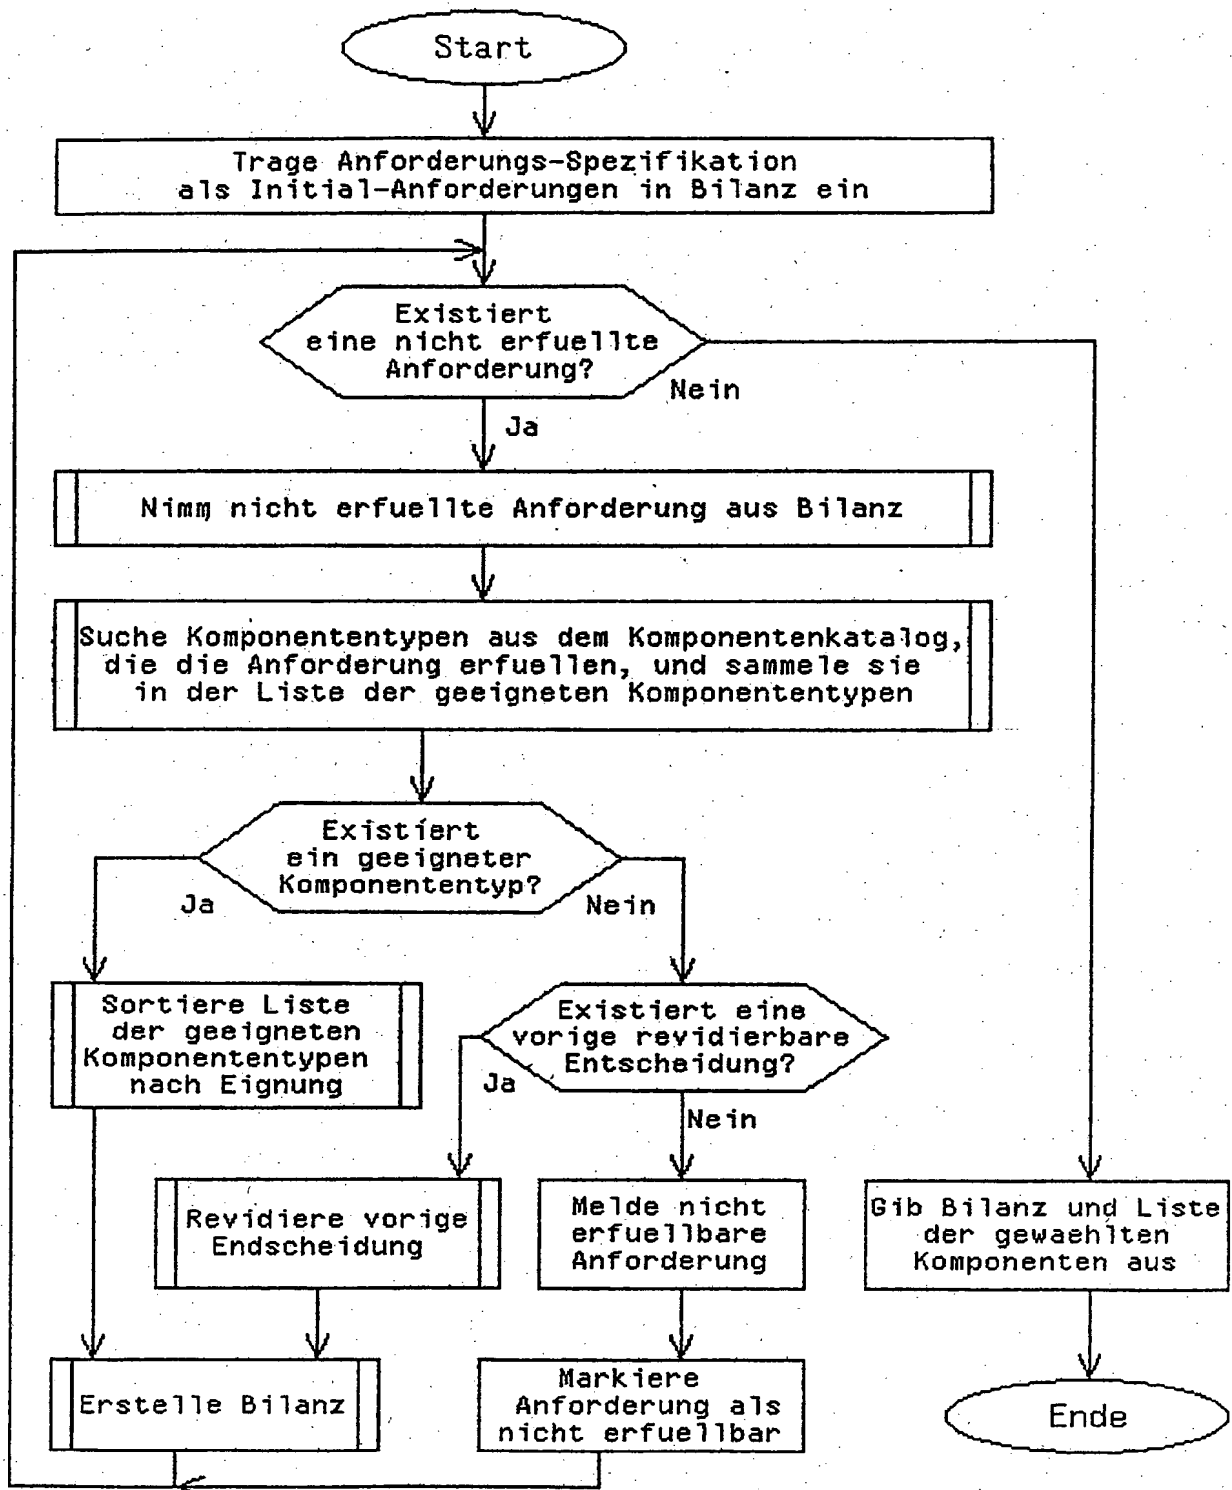 Start
Trage Anforderungs-Spezifikation
als Initial-Anforderungen in Bilanz ein
Existiert
eine nicht erfuellte
Anforderung?
Nein
Ja
Nimm nicht erfuellte Anforderung aus Bilanz
Suche Komponententypen aus dem Komponentenkatalog,
die die Anforderung erfuellen, und sammele sie
in der Liste der geeigneten Komponententypen
Existiert
ein geeigneter
Komponententyp?
Ja
Nein
Sortiere Liste
der geeigneten
Komponententypen
nach Eignung
Existiert eine
vorige revidierbare
Entscheidung?
Ja
Nein
Revidiere vorige
Endscheidung
Melde nicht
erfuellbare
Anforderung
Gib Bilanz und Liste
der gewaehlten
Komponenten aus
Erstelle Bilanz
Markiere
Anforderung als
nicht erfuellbar
Ende